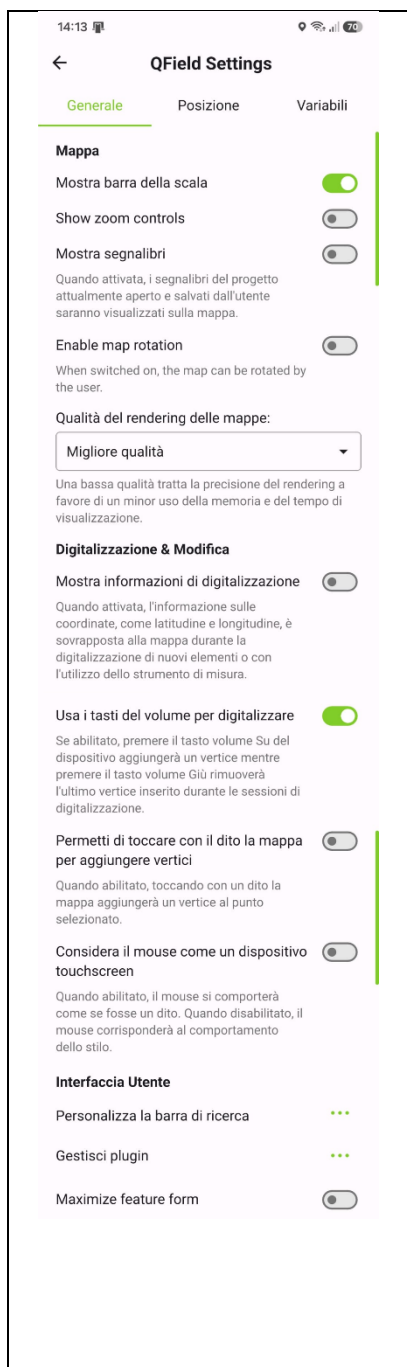 14:13
70
QField Settings
Generale Posizione Variabili
Mappa
Mostra barra della scala
Show zoom controls
Mostra segnalibri
Quando attivata, i segnalibri del progetto
attualmente aperto e salvati dall'utente
saranno visualizzati sulla mappa.
Enable map rotation
When switched on, the map can be rotated by
the user.
Qualità del rendering delle mappe:
Migliore qualità
Una bassa qualità tratta la precisione del rendering a
favore di un minor uso della memoria e del tempo di
visualizzazione.
Digitalizzazione & Modifica
Mostra informazioni di digitalizzazione
Quando attivata, l'informazione sulle
coordinate, come latitudine e longitudine, è
sovrapposta alla mappa durante la
digitalizzazione di nuovi elementi o con
l'utilizzo dello strumento di misura.
Usa i tasti del volume per digitalizzare
Se abilitato, premere il tasto volume Su del
dispositivo aggiungerà un vertice mentre
premere il tasto volume Giù rimuoverà
l'ultimo vertice inserito durante le sessioni di
digitalizzazione.
Permetti di toccare con il dito la mappa
per aggiungere vertici
Quando abilitato, toccando con un dito la
mappa aggiungerà un vertice al punto
selezionato.
Considera il mouse come un dispositivo
touchscreen
Quando abilitato, il mouse si comporterà
come se fosse un dito. Quando disabilitato, il
mouse corrisponderà al comportamento
dello stilo.
Interfaccia Utente
Personalizza la barra di ricerca
Gestisci plugin
Maximize feature form